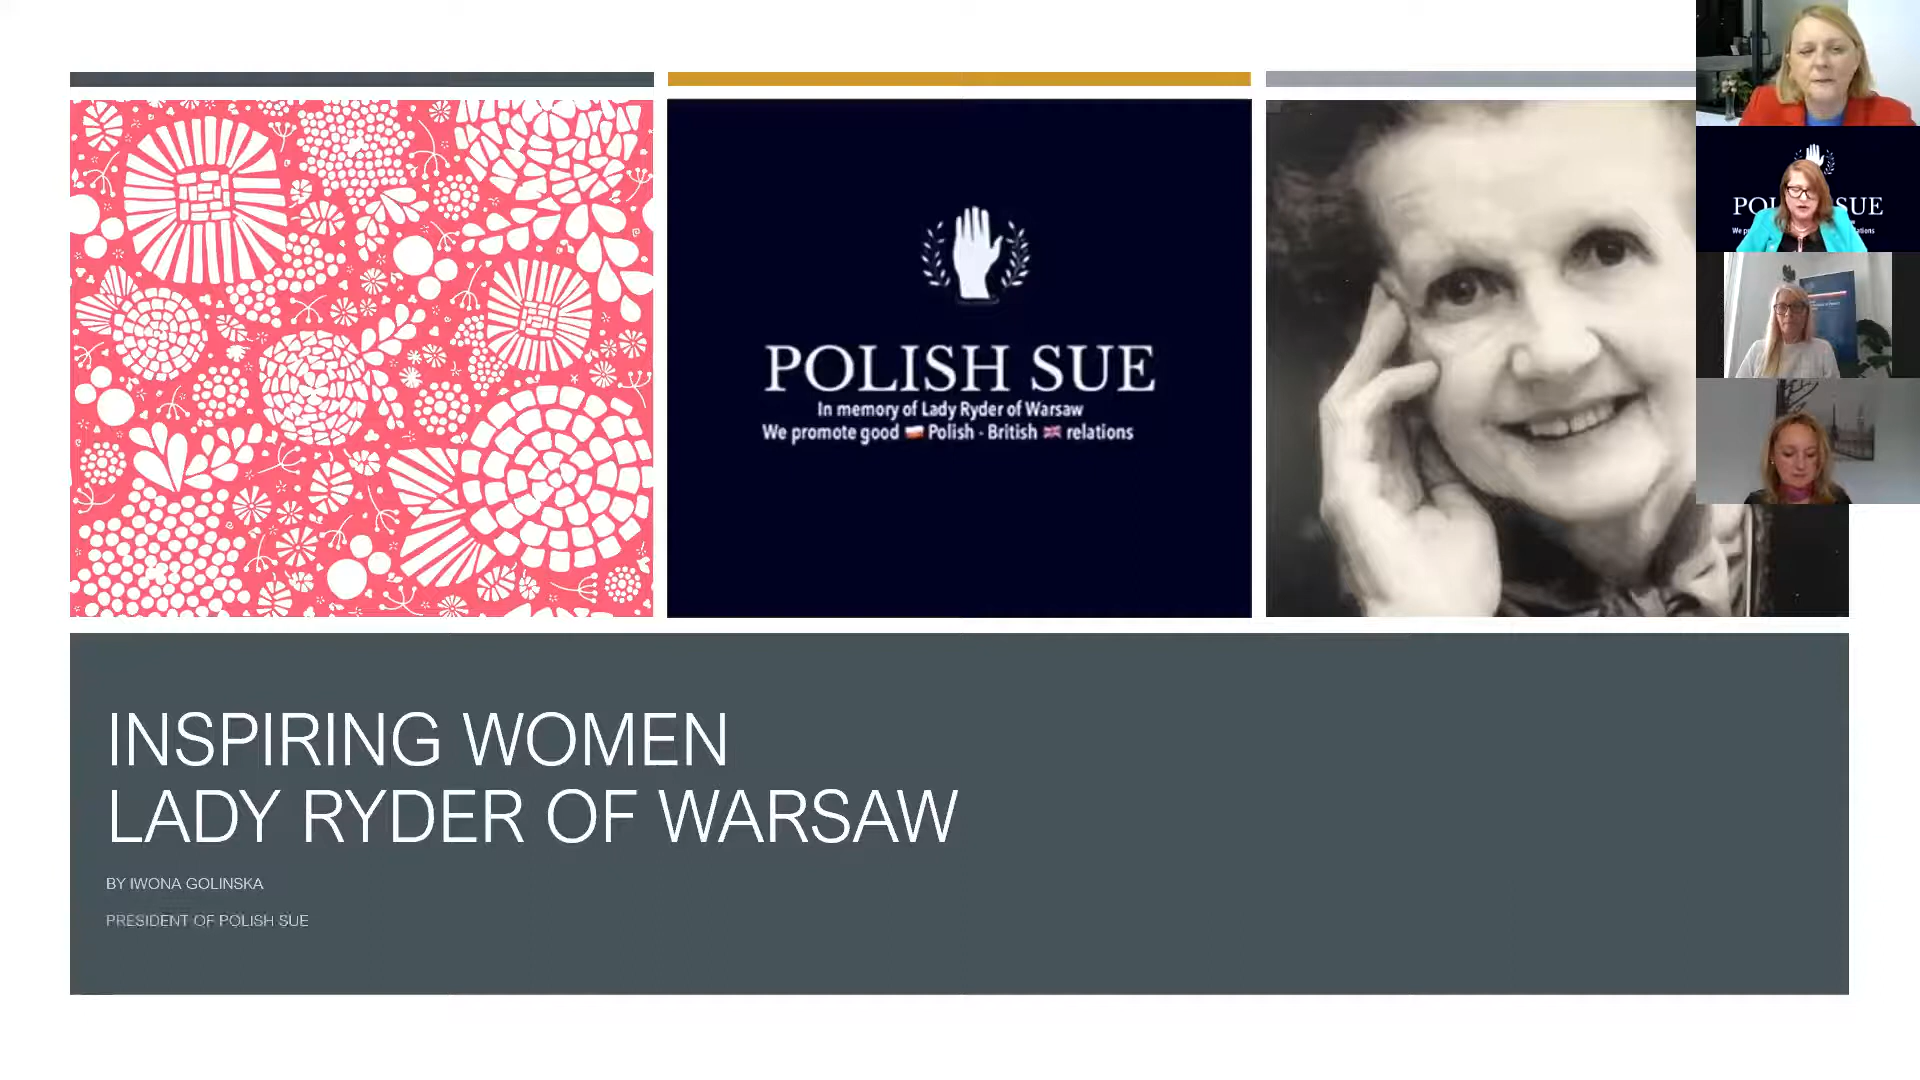 POLISH SUE
In memory of Lady Ryder of Warsaw
We promote good Polish - British relations
INSPIRING WOMEN
LADY RYDER OF WARSAW
BY IWONA GOLINSKA
PRESIDENT OF POLISH SUE